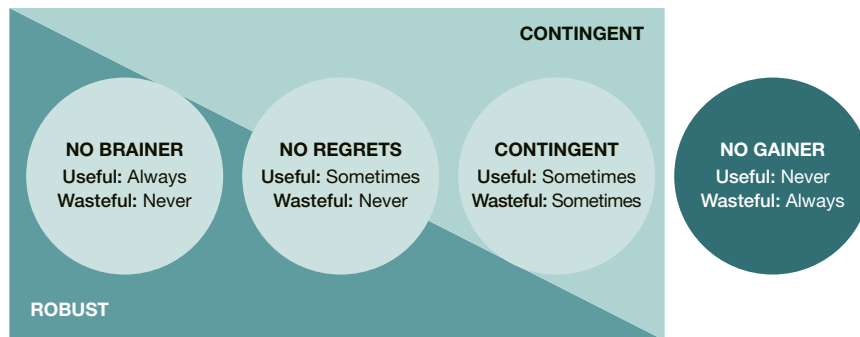 CONTINGENT
NO BRAINER
Useful: Always
Wasteful: Never
NO REGRETS
Useful: Sometimes
Wasteful: Never
CONTINGENT
Useful: Sometimes
Wasteful: Sometimes
NO GAINER
Useful: Never
Wasteful: Always
ROBUST